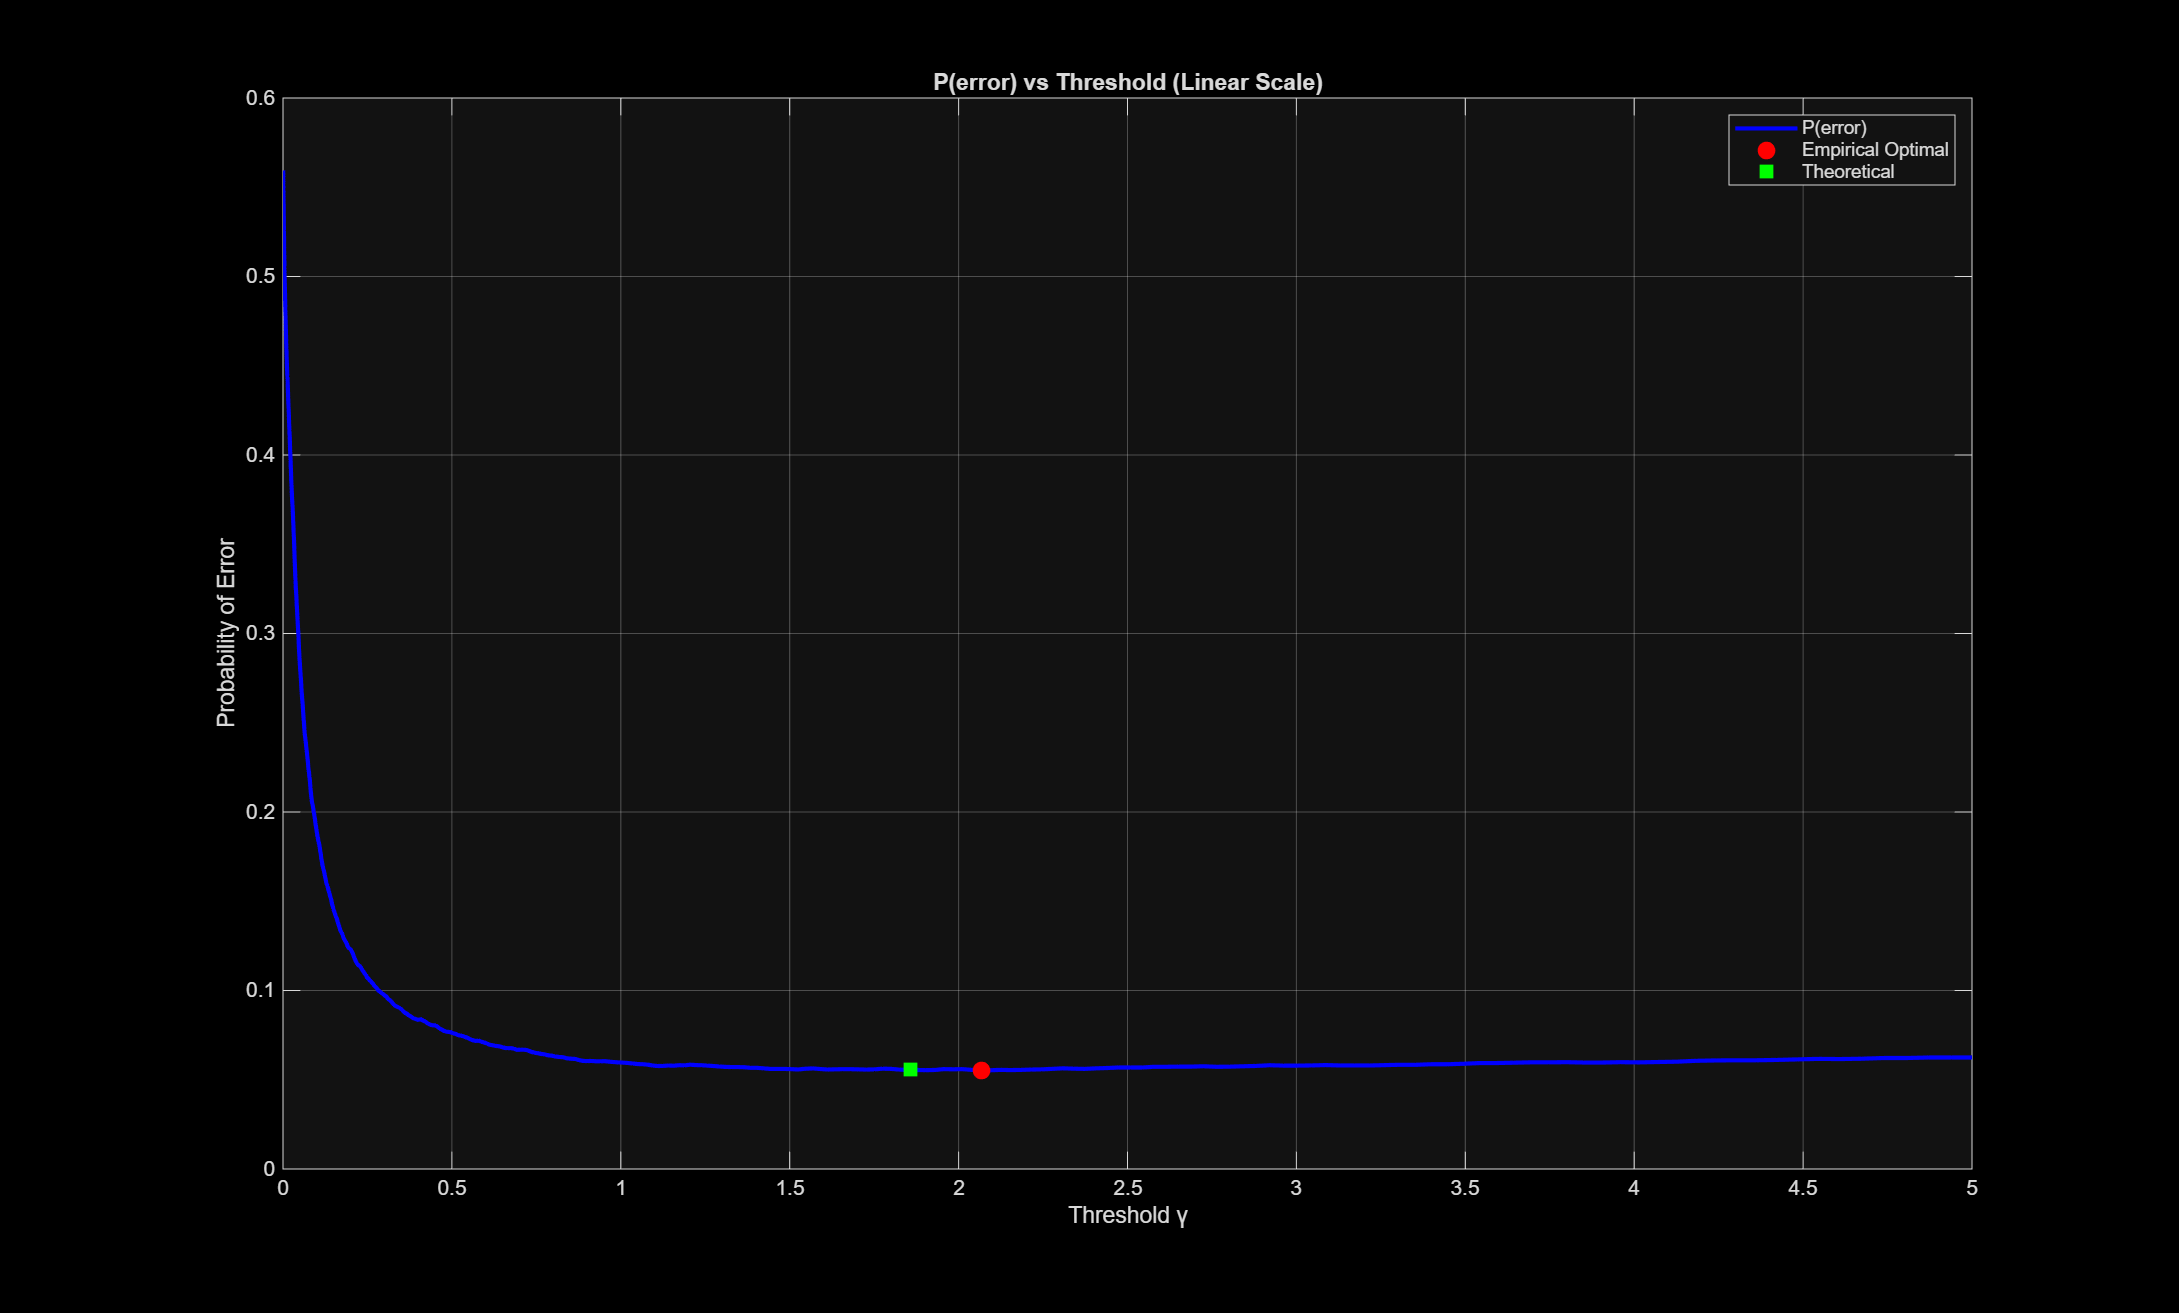 P(error) vs Threshold (Linear Scale)
P(error)
Empirical Optimal
Theoretical
0.6
0.5
0.4
0.3
0.2
0.1
0
Probability of Error
0 0.5 1 1.5 2 2.5 3 3.5 4 4.5 5
Threshold γ